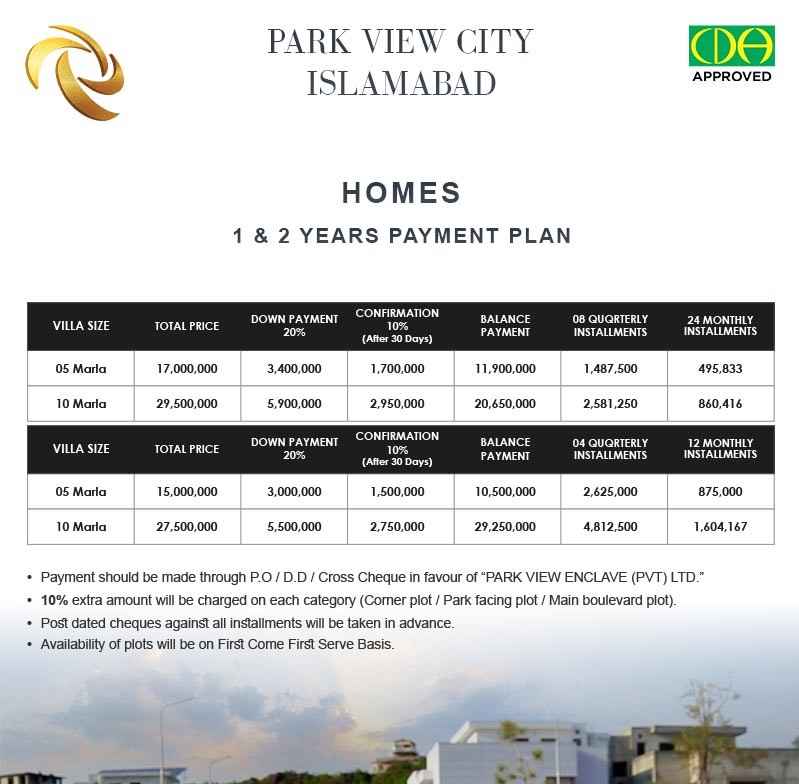 PARK VIEW CITY
ISLAMABAD
CDA
APPROVED
HOMES
1 & 2 YEARS PAYMENT PLAN
VILLA SIZE TOTAL PRICE DOWN PAYMENT 20% CONFIRMATION 10% (After 30 Days) BALANCE PAYMENT 08 QUQRTERLY INSTALLMENTS 24 MONTHLY INSTALLMENTS
05 Marla 17,000,000 3,400,000 1,700,000 11,900,000 1,487,500 495,833
10 Marla 29,500,000 5,900,000 2,950,000 20,650,000 2,581,250 860,416
VILLA SIZE TOTAL PRICE DOWN PAYMENT 20% CONFIRMATION 10% (After 30 Days) BALANCE PAYMENT 04 QUQRTERLY INSTALLMENTS 12 MONTHLY INSTALLMENTS
05 Marla 15,000,000 3,000,000 1,500,000 10,500,000 2,625,000 875,000
10 Marla 27,500,000 5,500,000 2,750,000 29,250,000 4,812,500 1,604,167
• Payment should be made through P.O / D.D / Cross Cheque in favour of “PARK VIEW ENCLAVE (PVT) LTD.”
• 10% extra amount will be charged on each category (Corner plot / Park facing plot / Main boulevard plot).
• Post dated cheques against all installments will be taken in advance.
• Availability of plots will be on First Come First Serve Basis.